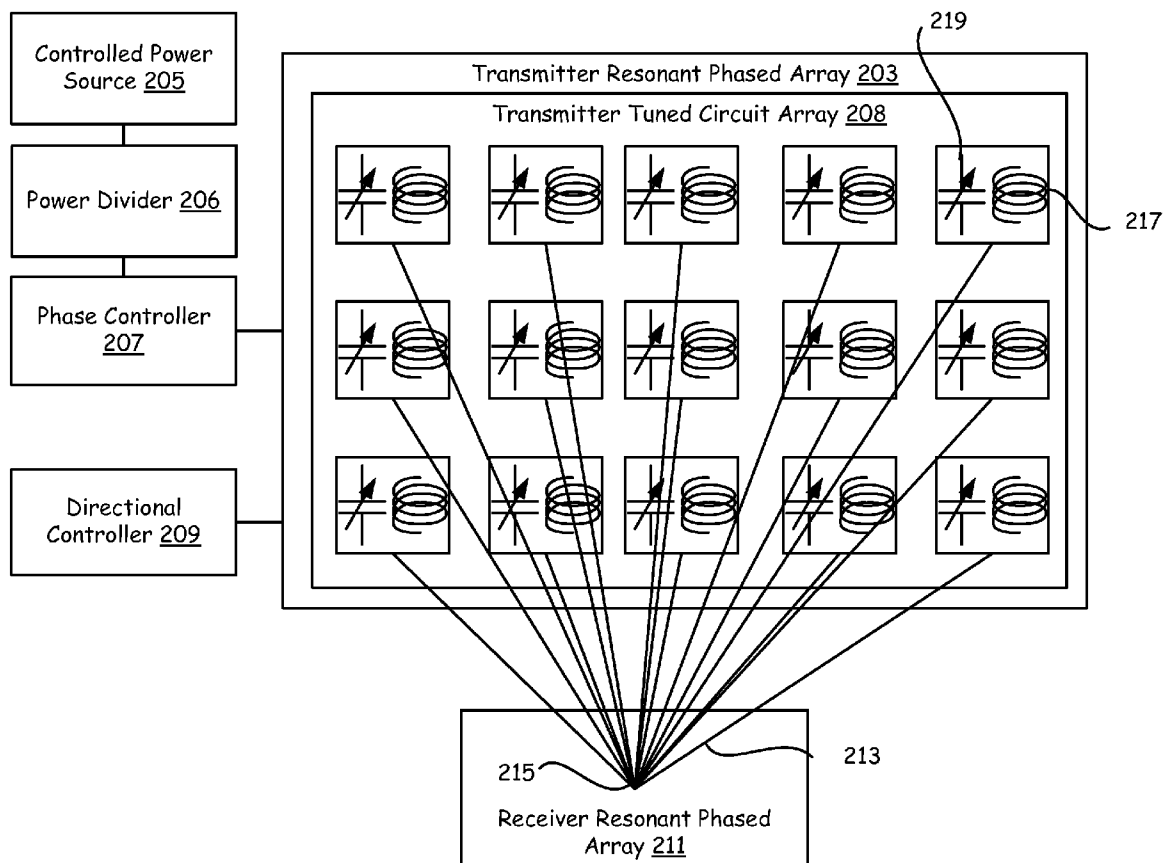 Controlled Power
Source 205
Power Divider 206
Phase Controller
207
Directional
Controller 209
Transmitter Resonant Phased Array 203
Transmitter Tuned Circuit Array 208
219
217
213
215
Receiver Resonant Phased
Array 211